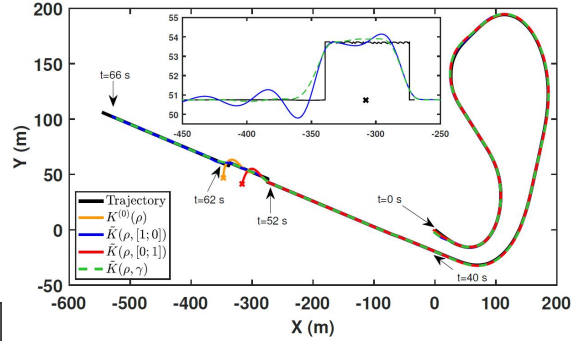 200
150
100
50
0
-50
Y (m)
55
54
53
52
51
50
-450
-400
-350
-300
-250
t=66 s
t=62 s
t=52 s
t=0 s
t=40 s
Trajectory
K^{(0)}(ρ)
K̃(ρ, [1; 0])
K̃(ρ, [0; 1])
K̃(ρ, γ)
-600 -500 -400 -300 -200 -100 0 100 200
X (m)